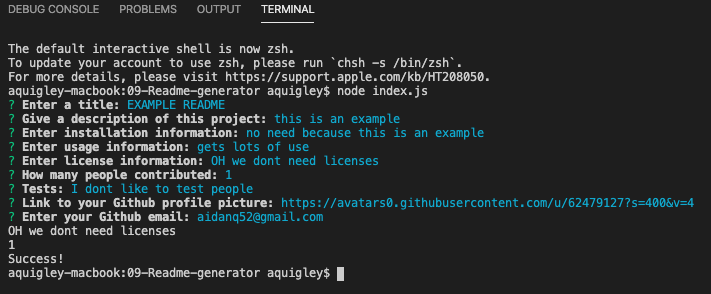 DEBUG CONSOLE PROBLEMS OUTPUT TERMINAL
The default interactive shell is now zsh.
To update your account to use zsh, please run `chsh -s /bin/zsh`.
For more details, please visit https://support.apple.com/kb/HT208050.
aquigley-macbook:09-Readme-generator aquigley$ node index.js
? Enter a title: EXAMPLE README
? Give a description of this project: this is an example
? Enter installation information: no need because this is an example
? Enter usage information: gets lots of use
? Enter license information: OH we dont need licenses
? How many people contributed: 1
? Tests: I dont like to test people
? Link to your Github profile picture: https://avatars0.githubusercontent.com/u/62479127?s=400&v=4
? Enter your Github email: aidanq52@gmail.com
OH we dont need licenses
1
Success!
aquigley-macbook:09-Readme-generator aquigley$